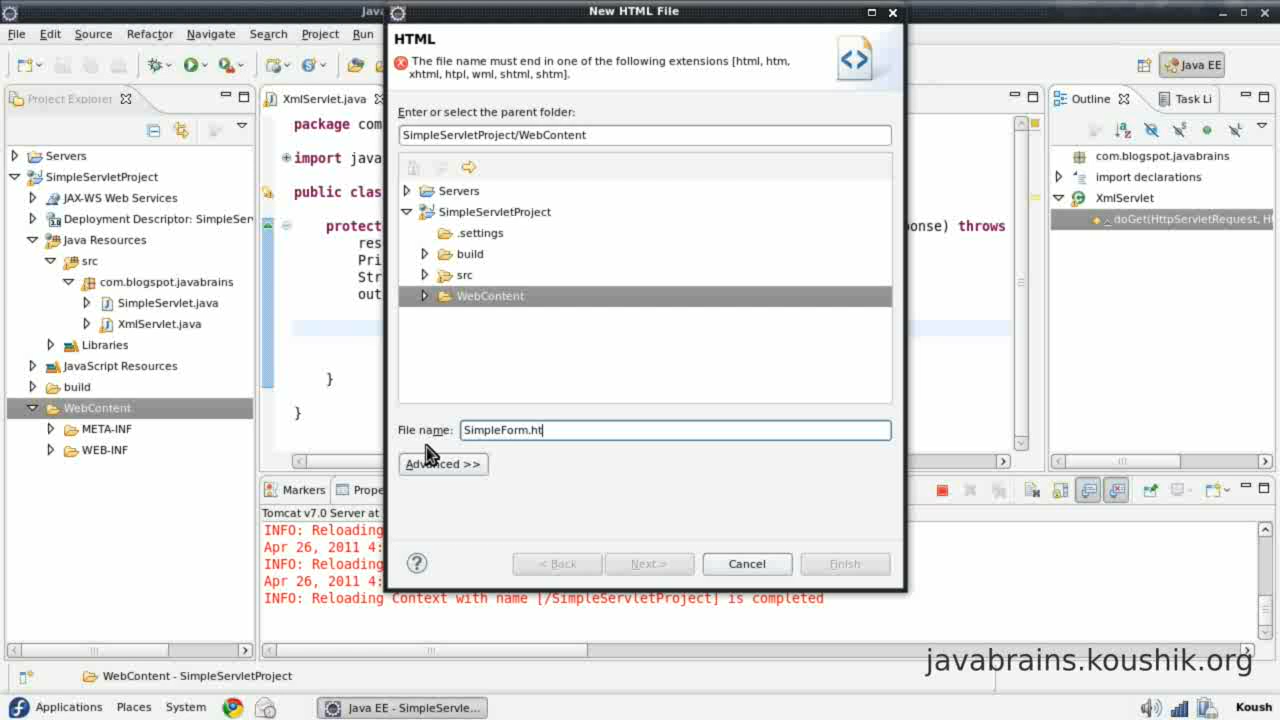 Java
New HTML File
File Edit Source Refactor Navigate Search Project Run
HTML
The file name must end in one of the following extensions [html, htm,
xhtml, htpl, wml, shtml, shtm].
Java EE
Project Explorer
XmlServlet.java
Outline
Task Li
Enter or select the parent folder:
SimpleServletProject/WebContent
package com
import java
public clas
protec
onse) throws
res
Pri
Str
out
}
}
Servers
SimpleServletProject
JAX-WS Web Services
Deployment Descriptor: SimpleSer
Java Resources
src
com.blogspot.javabrains
SimpleServlet.java
XmlServlet.java
Libraries
JavaScript Resources
build
WebContent
META-INF
WEB-INF
Servers
SimpleServletProject
.settings
build
src
WebContent
com.blogspot.javabrains
import declarations
XmlServlet
doGet(HttpServletRequest, Ht
File name:
SimpleForm.ht
Advanced >>
Markers
Prope
Tomcat v7.0 Server at
INFO: Reloading
Apr 26, 2011 4:
INFO: Reloading
Apr 26, 2011 4:
INFO: Reloading Context with name [/SimpleServletProject] is completed
< Back
Next >
Cancel
Finish
javabrains.koushik.org
WebContent - SimpleServletProject
Applications Places System
Java EE - SimpleServle...
Koush